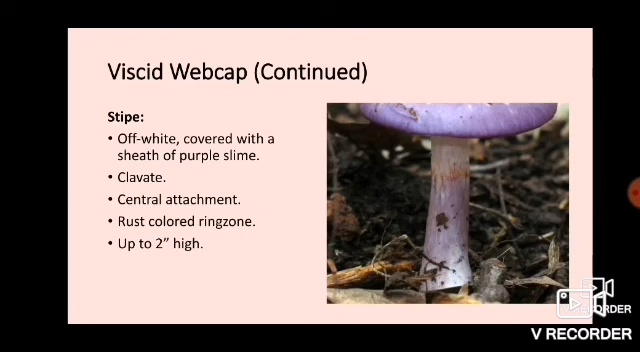 Viscid Webcap (Continued)
Stipe:
• Off-white, covered with a
sheath of purple slime.
• Clavate.
• Central attachment.
• Rust colored ringzone.
• Up to 2” high.
V RECORDER